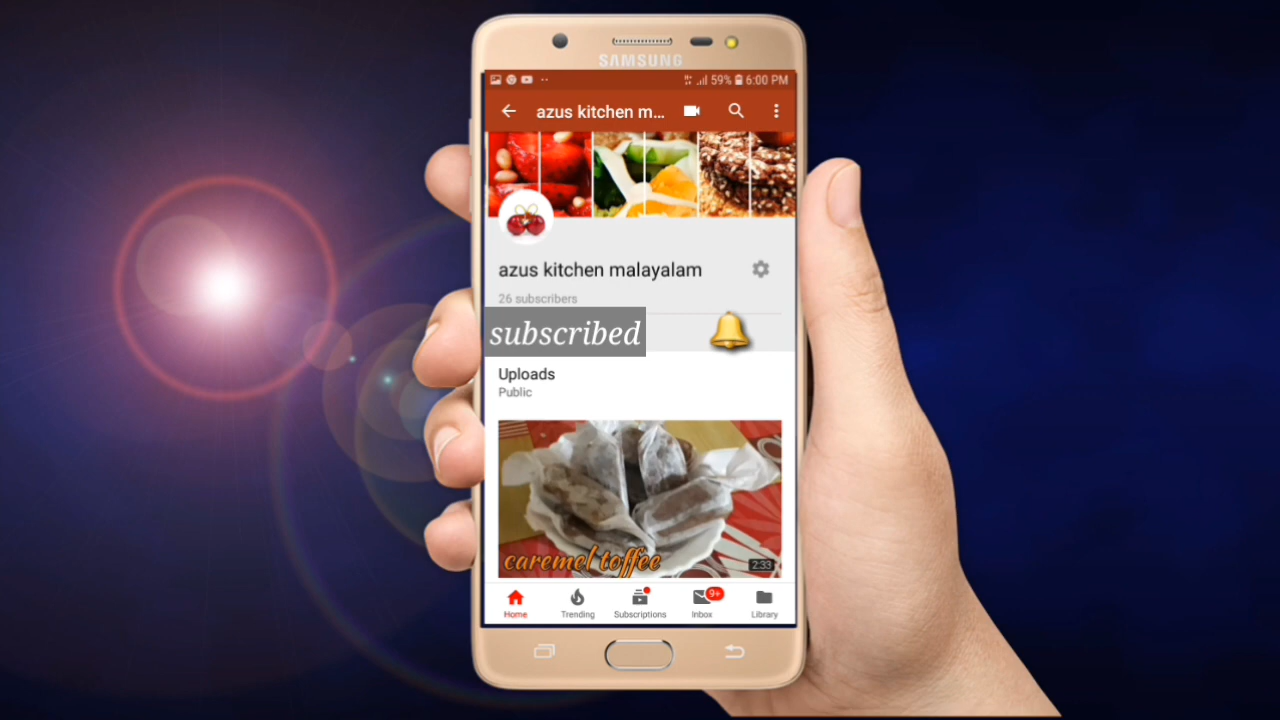 SAMSUNG
59% 6:00 PM
azus kitchen m...
azus kitchen malayalam
26 subscribers
subscribed
Uploads
Public
caremel toffee
2:33
9+
Home Trending Subscriptions Inbox Library